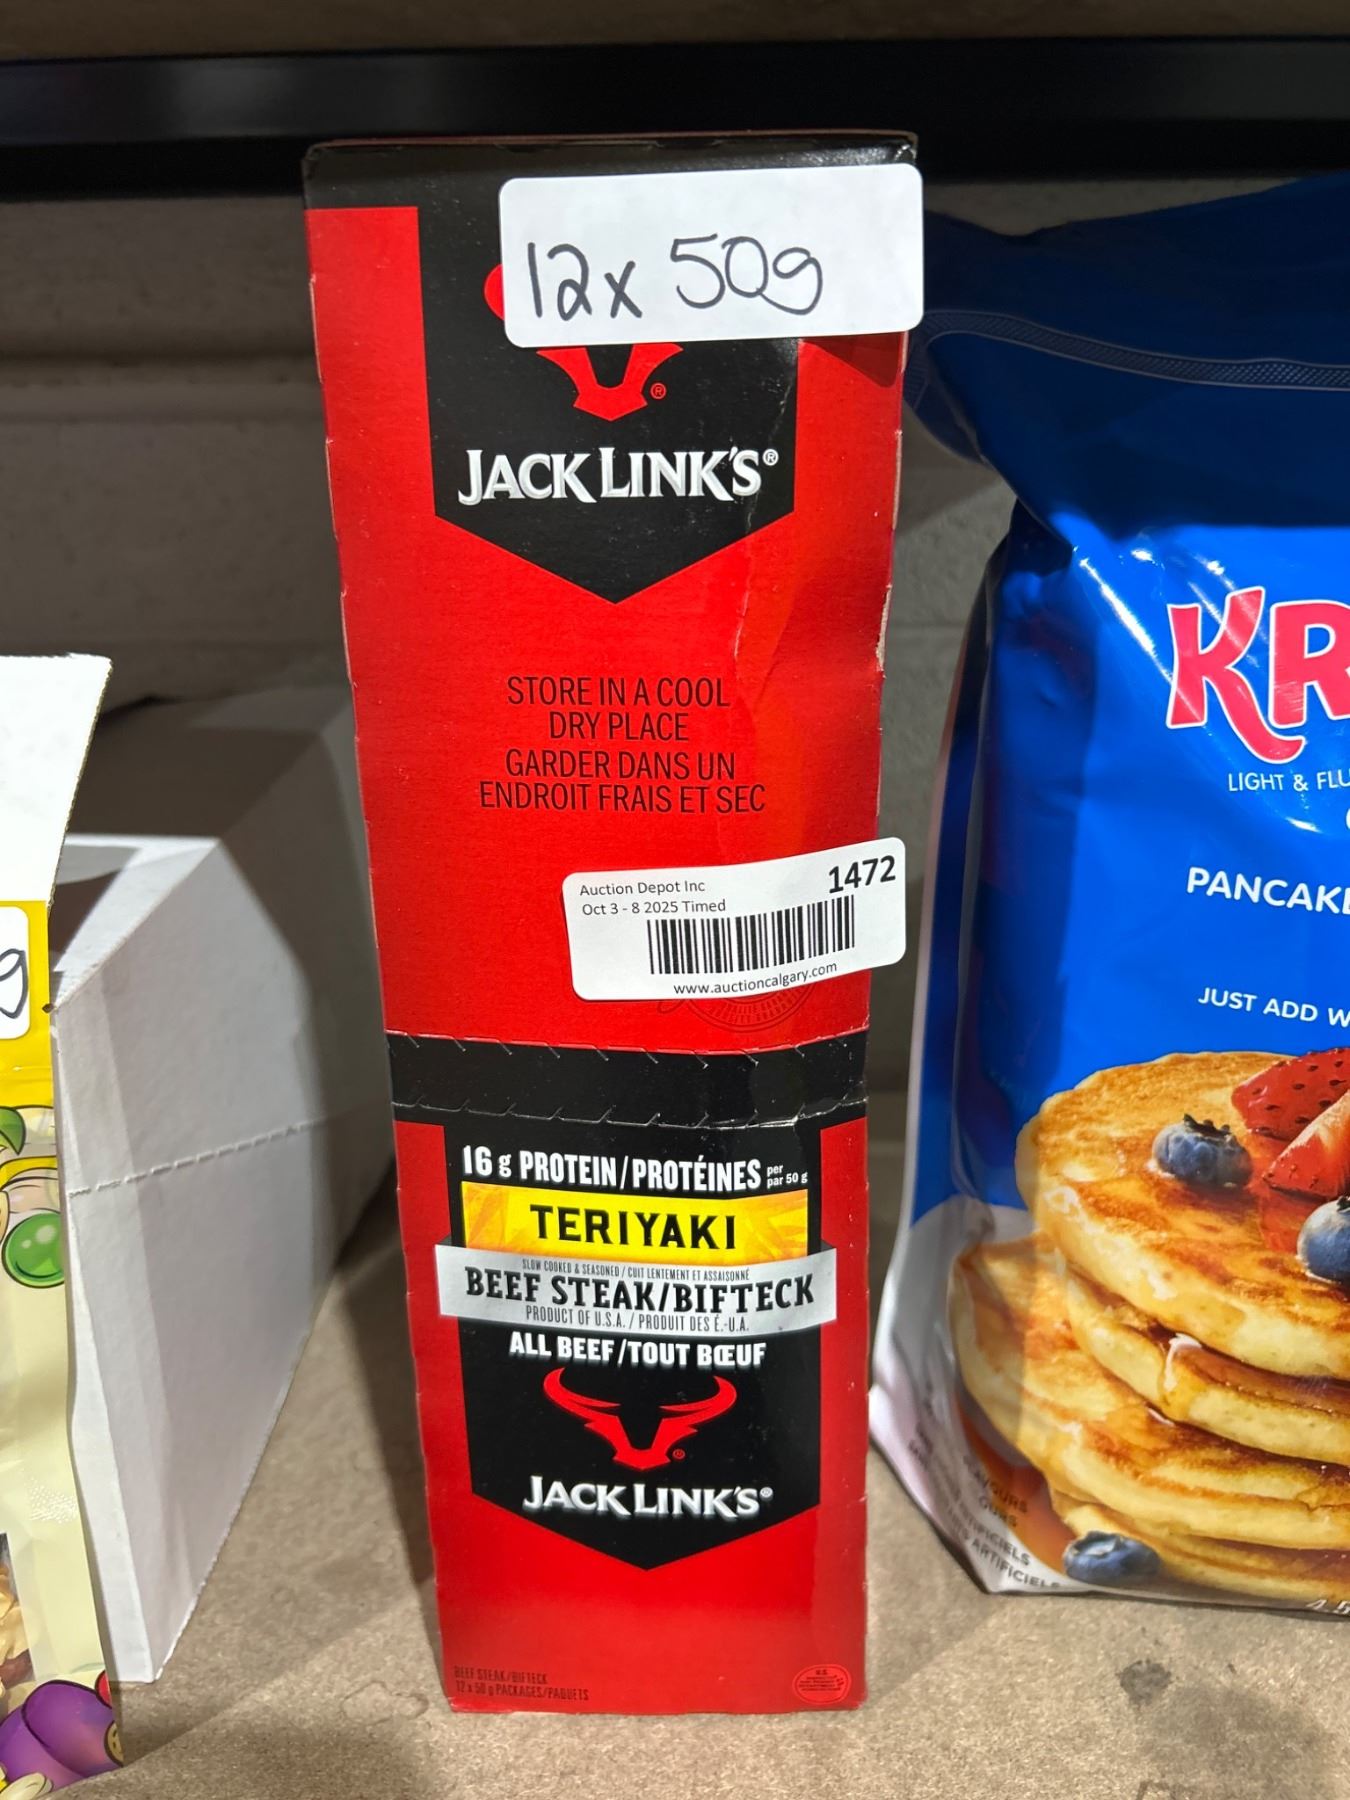 12x 50g
JACK LINK'S®
STORE IN A COOL
DRY PLACE
GARDER DANS UN
ENDROIT FRAIS ET SEC
Auction Depot Inc
1472
Oct 3 - 8 2025 Timed
www.auctioncalgary.com
16 g PROTEIN/PROTÉINES per par 50 g
TERIYAKI
SLOW COOKED & SEASONED / CUIT LENTEMENT ET ASSAISONNÉ
BEEF STEAK/BIFTECK
PRODUCT OF U.S.A. / PRODUIT DES É.-U.A.
ALL BEEF/TOUT BŒUF
JACK LINK'S®
BEEF STEAK/BIFTECK
12 x 50 g PACKAGES/PAQUETS
g
KR
LIGHT & FLU
PANCAKE
JUST ADD W
4.5